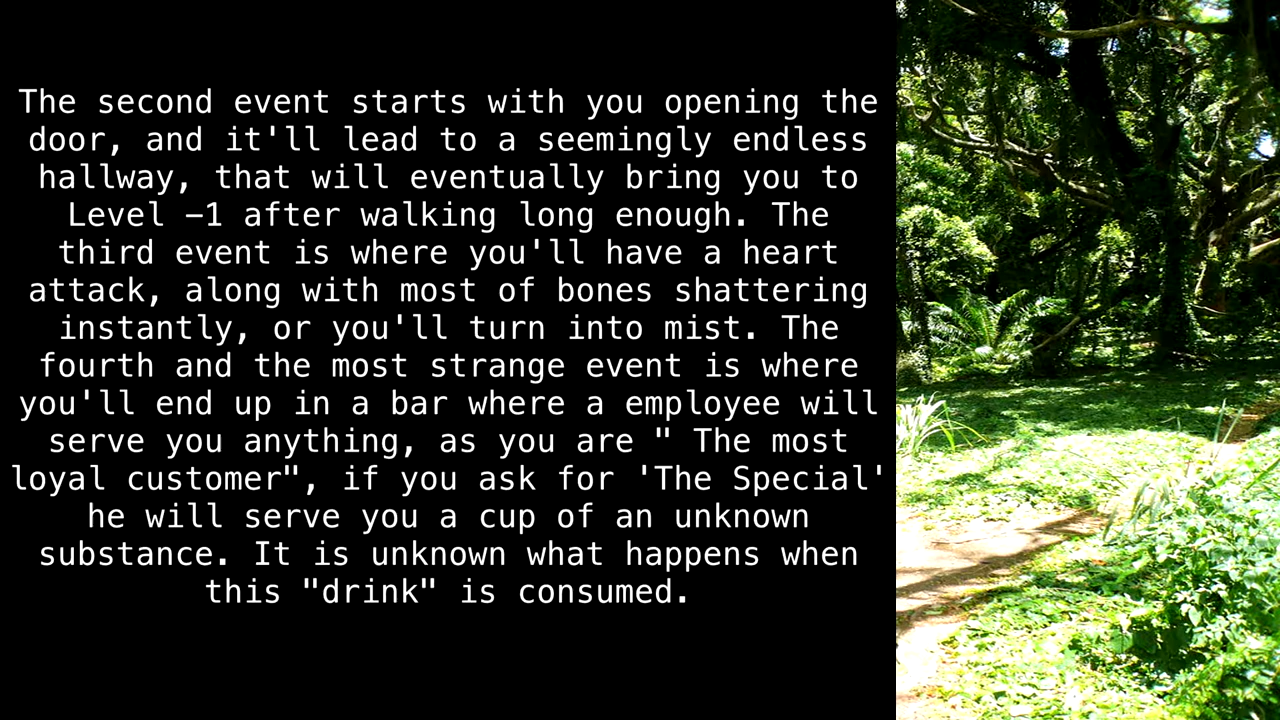 The second event starts with you opening the
door, and it'll lead to a seemingly endless
hallway, that will eventually bring you to
Level −1 after walking long enough. The
third event is where you'll have a heart
attack, along with most of bones shattering
instantly, or you'll turn into mist. The
fourth and the most strange event is where
you'll end up in a bar where a employee will
serve you anything, as you are " The most
loyal customer", if you ask for 'The Special'
he will serve you a cup of an unknown
substance. It is unknown what happens when
this "drink" is consumed.